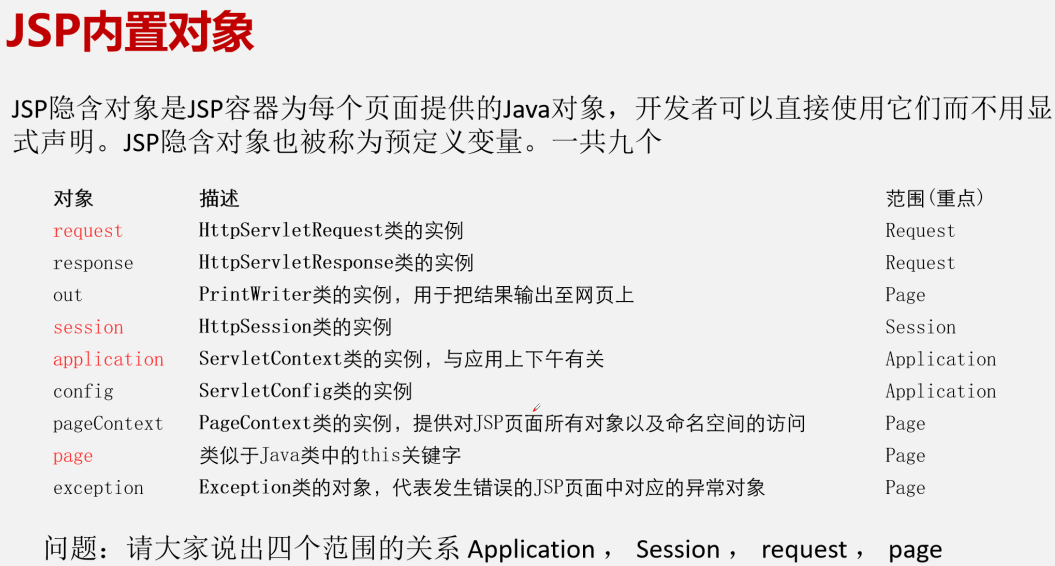 JSP内置对象
JSP隐含对象是JSP容器为每个页面提供的Java对象，开发者可以直接使用它们而不用显
式声明。JSP隐含对象也被称为预定义变量。一共九个
对象 描述 范围(重点)
request HttpServletRequest类的实例 Request
response HttpServletResponse类的实例 Request
out PrintWriter类的实例，用于把结果输出至网页上 Page
session HttpSession类的实例 Session
application ServletContext类的实例，与应用上下午有关 Application
config ServletConfig类的实例 Application
pageContext PageContext类的实例，提供对JSP页面所有对象以及命名空间的访问 Page
page 类似于Java类中的this关键字 Page
exception Exception类的对象，代表发生错误的JSP页面中对应的异常对象 Page
问题：请大家说出四个范围的关系 Application ， Session ， request ， page